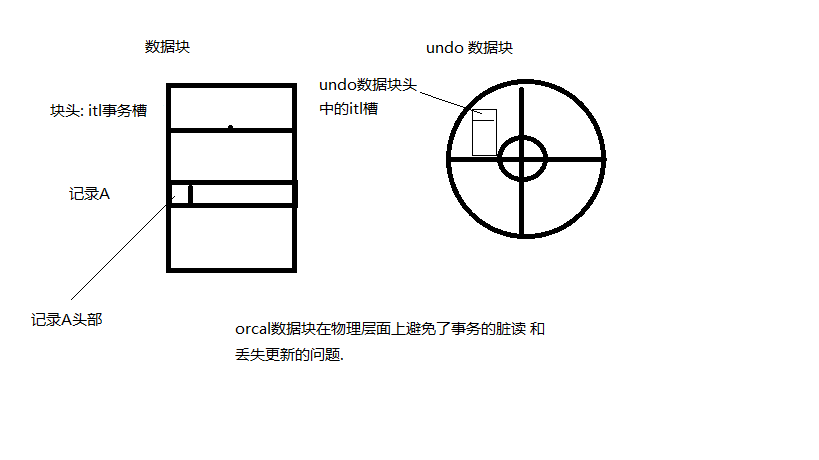 数据块
undo 数据块
undo数据块头
中的itl槽
块头: itl事务槽
记录A
记录A头部
orcal数据块在物理层面上避免了事务的脏读 和
丢失更新的问题.